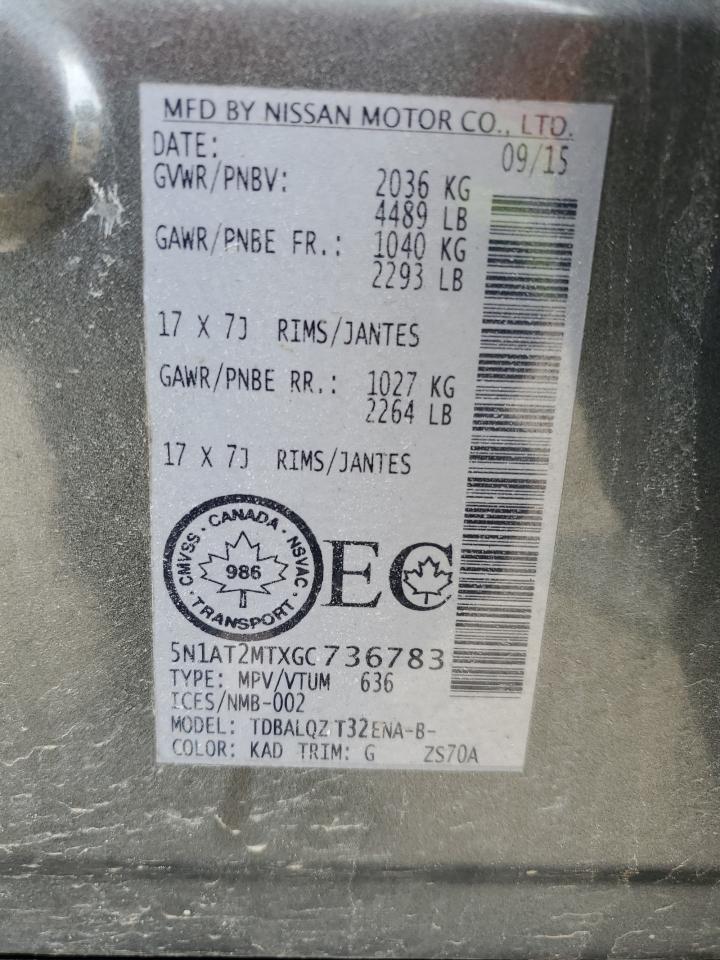 MFD BY NISSAN MOTOR CO., LTD.
DATE: 09/15
GVWR/PNBV: 2036 KG
4489 LB
GAWR/PNBE FR.: 1040 KG
2293 LB
17 X 7J RIMS/JANTES
GAWR/PNBE RR.: 1027 KG
2264 LB
17 X 7J RIMS/JANTES
CMVSS · CANADA · NSVAC
986
· TRANSPORT ·
EC
5N1AT2MTXGC736783
TYPE: MPV/VTUM 636
ICES/NMB-002
MODEL: TDBALQZ T32ENA-B-
COLOR: KAD TRIM: G ZS70A